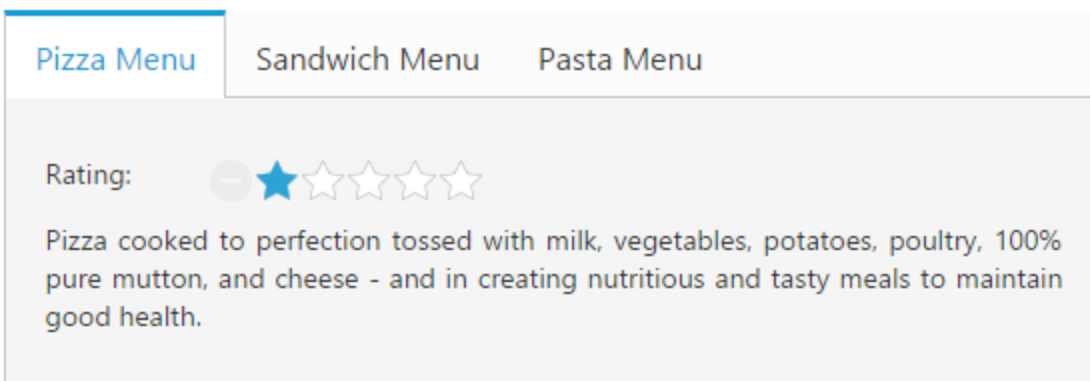 Pizza Menu Sandwich Menu Pasta Menu
Rating:
Pizza cooked to perfection tossed with milk, vegetables, potatoes, poultry, 100%
pure mutton, and cheese - and in creating nutritious and tasty meals to maintain
good health.